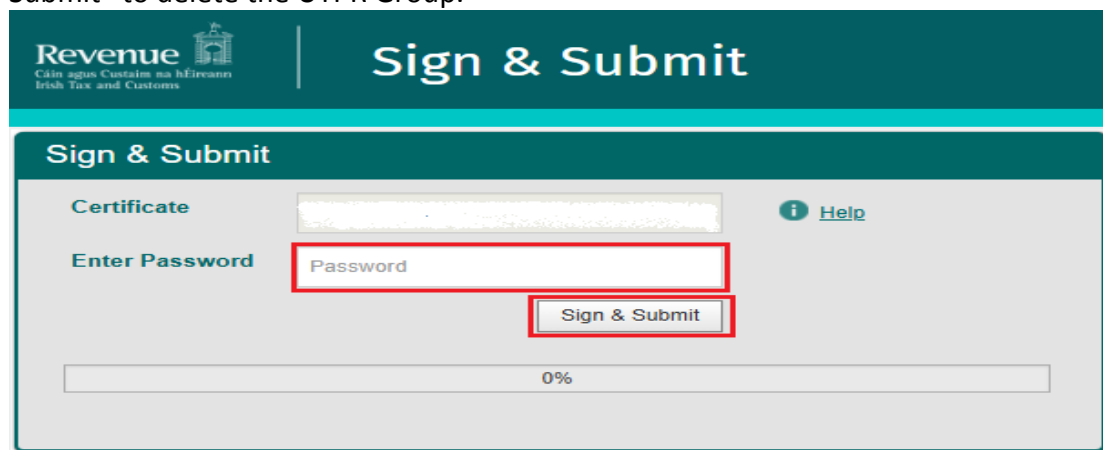 Submit" to delete the UTPR Group.
Revenue
Cáin agus Custaim na hÉireann
Irish Tax and Customs
Sign & Submit
Sign & Submit
Certificate
Help
Enter Password
Password
Sign & Submit
0%